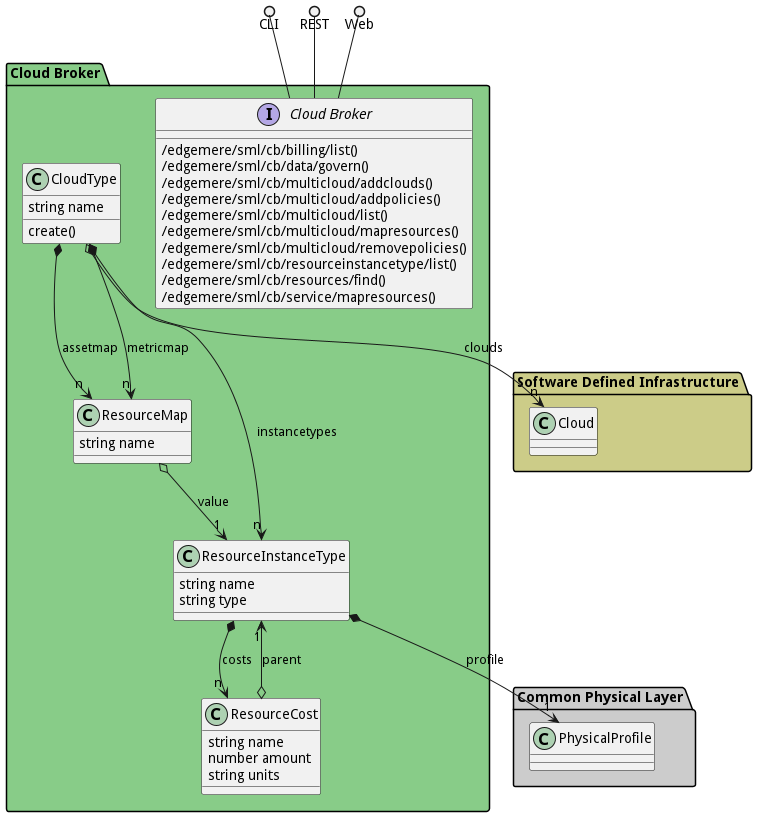 CLI
REST
Web
Cloud Broker
I
Cloud Broker
/edgemere/sml/cb/billing/list()
/edgemere/sml/cb/data/govern()
/edgemere/sml/cb/multicloud/addclouds()
/edgemere/sml/cb/multicloud/addpolicies()
/edgemere/sml/cb/multicloud/list()
/edgemere/sml/cb/multicloud/mapresources()
/edgemere/sml/cb/multicloud/removepolicies()
/edgemere/sml/cb/resourceinstancetype/list()
/edgemere/sml/cb/resources/find()
/edgemere/sml/cb/service/mapresources()
C CloudType
string name
create()
assetmap
metricmap
clouds
n
n
n
Software Defined Infrastructure
C Cloud
C ResourceMap
string name
instancetypes
value
1
n
C ResourceInstanceType
string name
string type
1
costs
parent
profile
n
1
Common Physical Layer
C PhysicalProfile
C ResourceCost
string name
number amount
string units